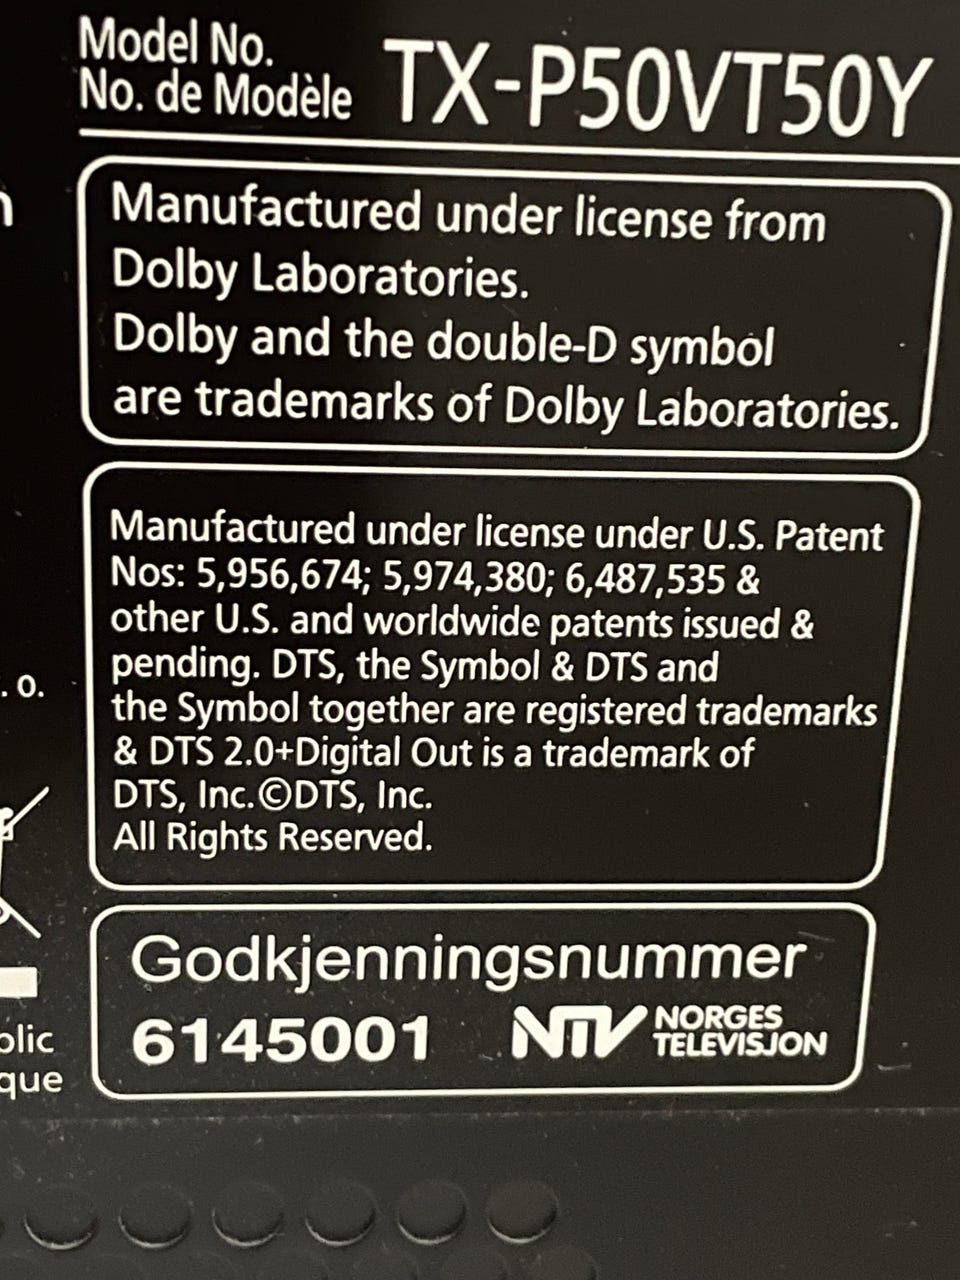 Model No.
No. de Modèle
TX-P50VT50Y
Manufactured under license from
Dolby Laboratories.
Dolby and the double-D symbol
are trademarks of Dolby Laboratories.
Manufactured under license under U.S. Patent
Nos: 5,956,674; 5,974,380; 6,487,535 &
other U.S. and worldwide patents issued &
pending. DTS, the Symbol & DTS and
the Symbol together are registered trademarks
& DTS 2.0+Digital Out is a trademark of
DTS, Inc.©DTS, Inc.
All Rights Reserved.
. o.
Godkjenningsnummer
6145001
NTV NORGES
TELEVISJON